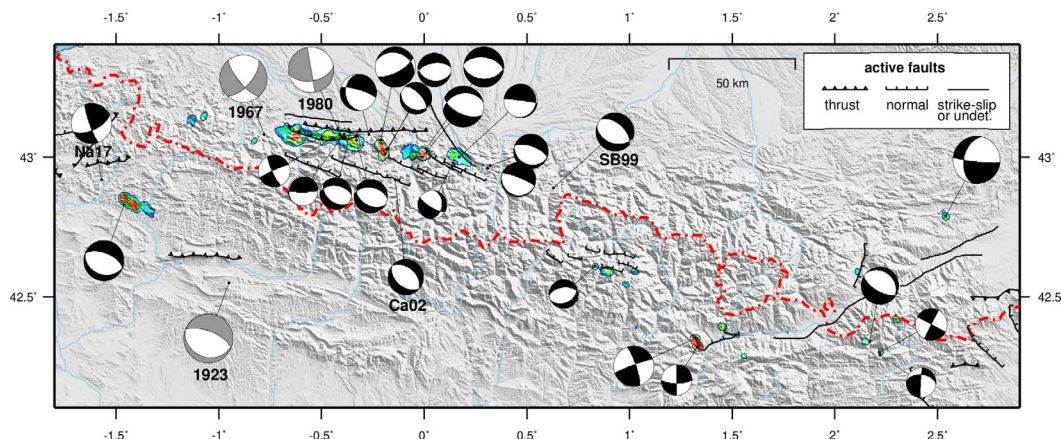 -1.5° -1° -0.5° 0° 0.5° 1° 1.5° 2° 2.5°
50 km
active faults
thrust normal strike-slip
or undet.
1967
1980
Na17
43° 43°
SB99
42.5° 42.5°
Ca02
1923
-1.5° -1° -0.5° 0° 0.5° 1° 1.5° 2° 2.5°